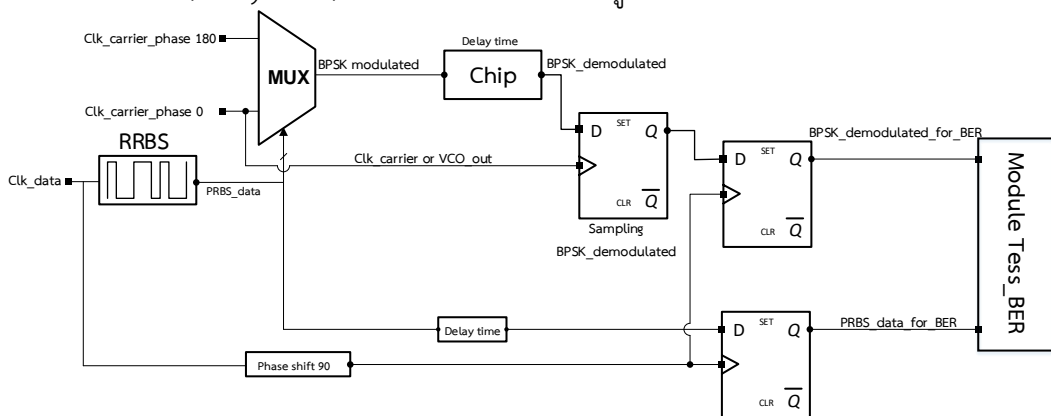 Clk_carrier_phase 180
MUX
BPSK modulated
Delay time
Chip
BPSK_demodulated
Clk_carrier_phase 0
RRBS
Clk_data
PRBS_data
Clk_carrier or VCO_out
D
SET
Q
CLR
Q
Sampling
BPSK_demodulated
D
SET
Q
CLR
Q
BPSK_demodulated_for_BER
Module Tess_BER
Delay time
Phase shift 90
D
SET
Q
CLR
Q
PRBS_data_for_BER